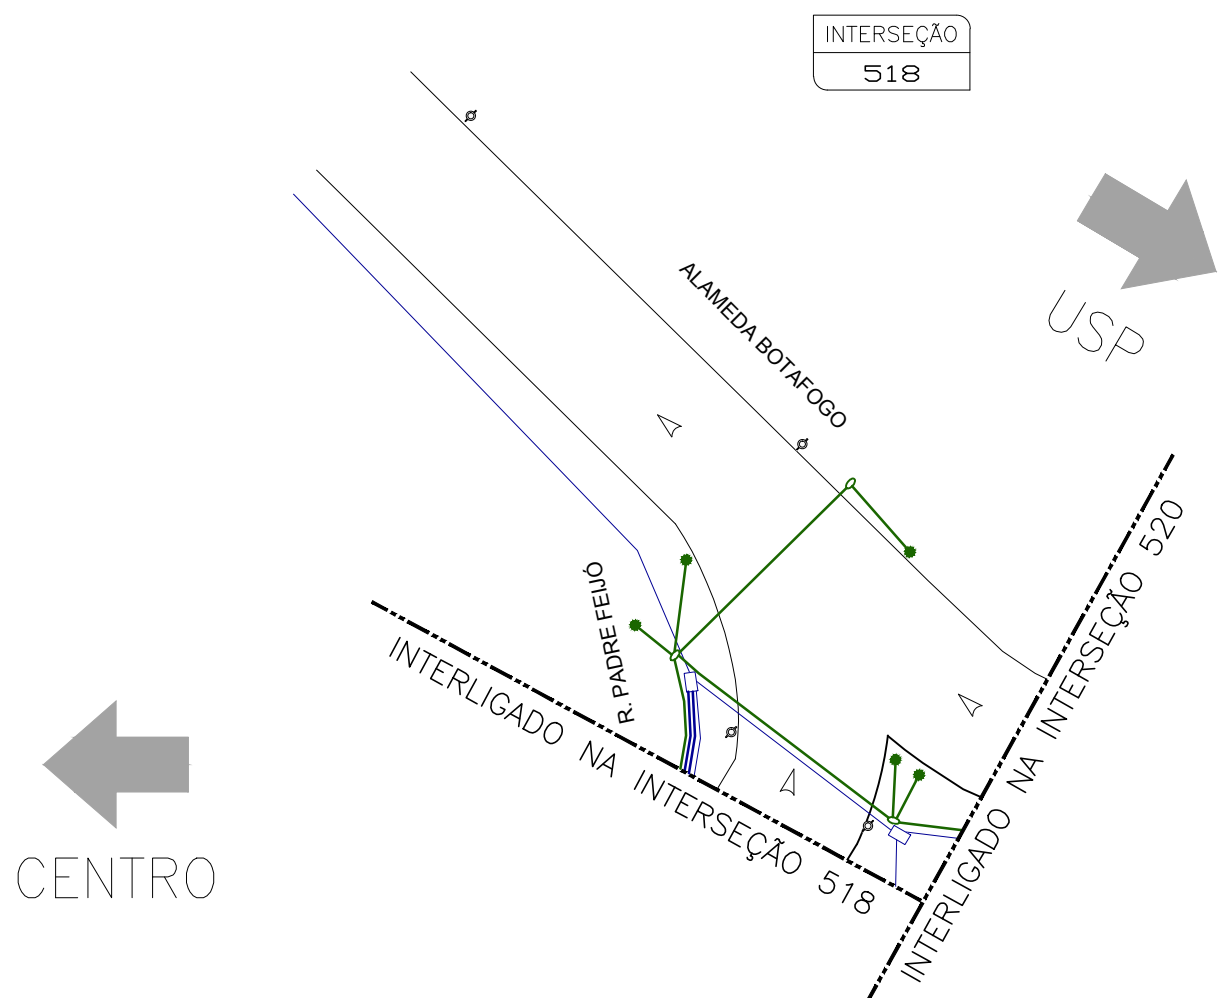 INTERSEÇÃO
518
USP
ALAMEDA BOTAFOGO
R. PADRE FEIJÓ
INTERLIGADO NA INTERSEÇÃO 520
INTERLIGADO NA INTERSEÇÃO 518
CENTRO